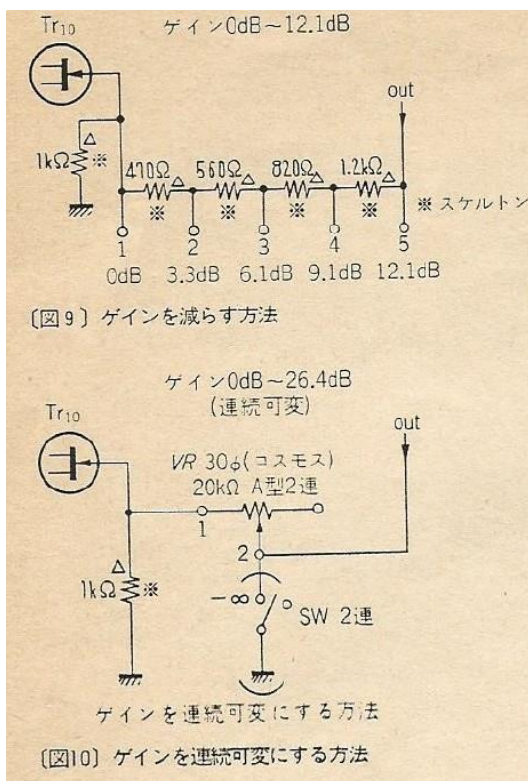 Tr10 ゲイン0dB～12.1dB
out
1kΩ △ ※ 470Ω △ ※ 560Ω △ ※ 820Ω △ ※ 1.2kΩ △ ※
※ スケルトン
1 2 3 4 5
0dB 3.3dB 6.1dB 9.1dB 12.1dB
〔図9〕ゲインを減らす方法
ゲイン0dB～26.4dB
(連続可変)
Tr10
out
VR 30φ(コスモス)
20kΩ A型2連
1
2
△
1kΩ ※
-∞
SW 2連
ゲインを連続可変にする方法
〔図10〕ゲインを連続可変にする方法